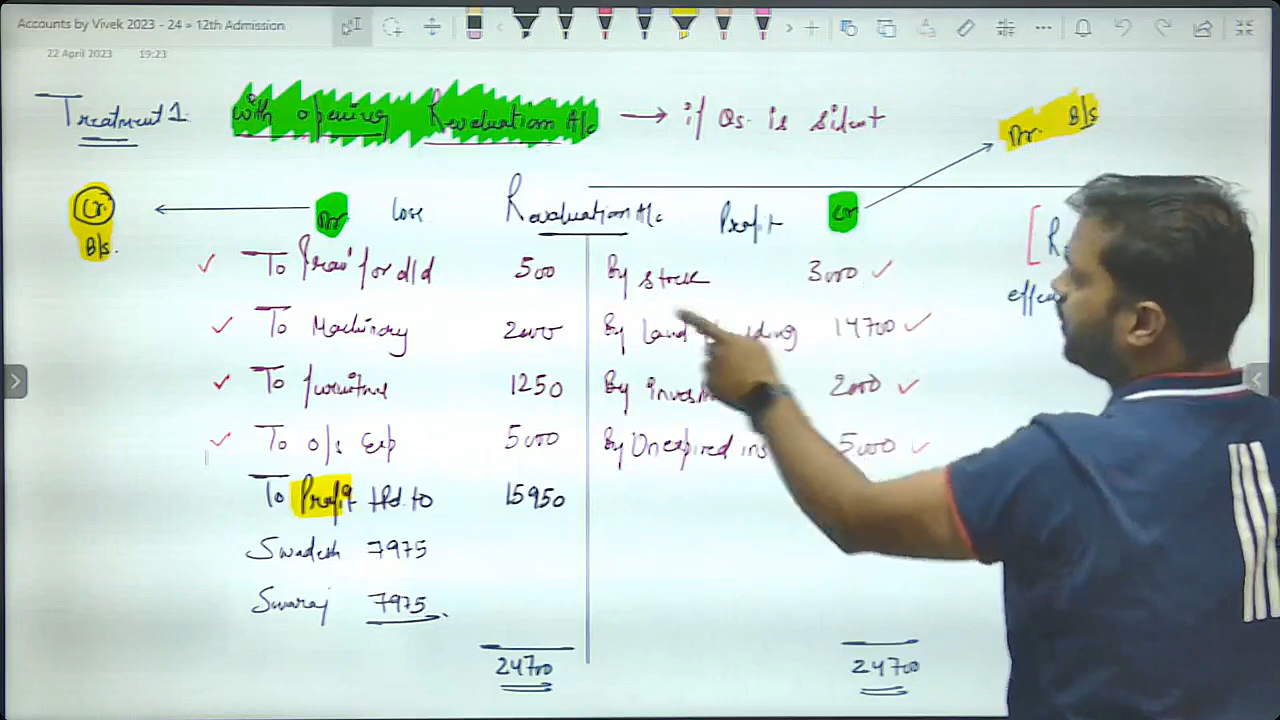 Accounts by Vivek 2023 - 24 = 12th Admission
22 April 2023 19:23
Treatment 1. with opening Revaluation A/c → if Qs. is silent
Dr. B/s
Cr. B/s.
Dr Loss Revaluation A/c Profit Cr
To Prov for d/d 500 By stock 3000
To Machinery 2000 By Land 14700
To furniture 1250 By 2000
To o/s Exp 5000 By Unexpired ins 5000
To Profit tfd. to 15950
Swadesh 7975
Swaraj 7975
24700 24700